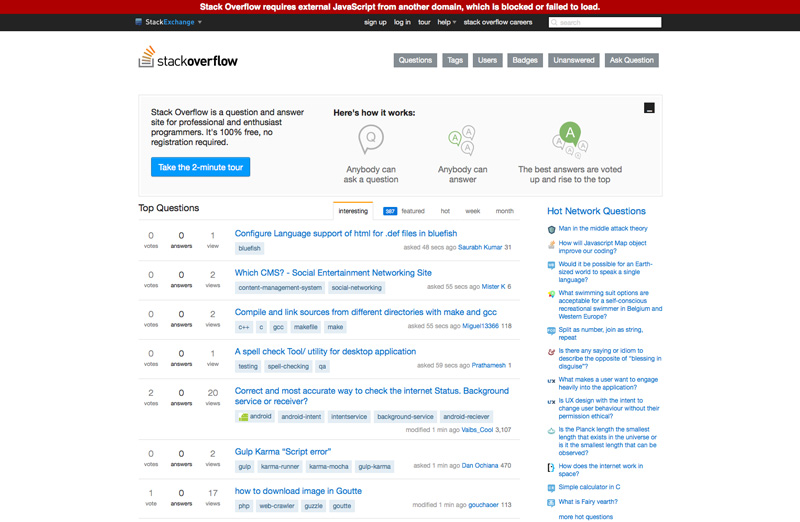 Stack Overflow requires external JavaScript from another domain, which is blocked or failed to load.
StackExchange
sign up log in tour help stack overflow careers search
stackoverflow
Questions Tags Users Badges Unanswered Ask Question
Stack Overflow is a question and answer
site for professional and enthusiast
programmers. It's 100% free, no
registration required.
Take the 2-minute tour
Here's how it works:
Q
A
A
A
A
A
A
Anybody can
ask a question
Anybody can
answer
The best answers are voted
up and rise to the top
Top Questions
interesting 387 featured hot week month
0 0 1
votes answers view
Configure Language support of html for .def files in bluefish
bluefish
asked 48 secs ago Saurabh Kumar 31
0 0 2
votes answers views
Which CMS? - Social Entertainment Networking Site
content-management-system social-networking
asked 55 secs ago Mister K 6
0 0 2
votes answers views
Compile and link sources from different directories with make and gcc
c++ c gcc makefile make
asked 55 secs ago Miguel13366 118
0 0 1
votes answers view
A spell check Tool/ utility for desktop application
testing spell-checking qa
asked 59 secs ago Prathamesh 1
2 0 20
votes answers views
Correct and most accurate way to check the internet Status. Background
service or receiver?
android android-intent intentservice background-service android-reciever
modified 1 min ago Vaibs_Cool 3,107
0 0 2
votes answers views
Gulp Karma "Script error"
gulp karma-runner karma-mocha gulp-karma
asked 1 min ago Dan Ochiana 470
1 0 17
vote answers views
how to download image in Goutte
php web-crawler guzzle goutte
modified 1 min ago gouchaoer 113
Hot Network Questions
Man in the middle attack theory
How will Javascript Map object
improve our coding?
Would it be possible for an Earth-
sized world to speak a single
language?
What swimming suit options are
acceptable for a self-conscious
recreational swimmer in Belgium and
Western Europe?
Split as number, join as string,
repeat
Is there any saying or idiom to
describe the opposite of "blessing in
disguise"?
What makes a user want to engage
heavily into the application?
Is UX design with the intent to
change user behaviour without their
permission ethical?
Is the Planck length the smallest
length that exists in the universe or
is it the smallest length that can be
observed?
How does the internet work in
space?
Simple calculator in C
What is Fairy vearth?
more hot questions